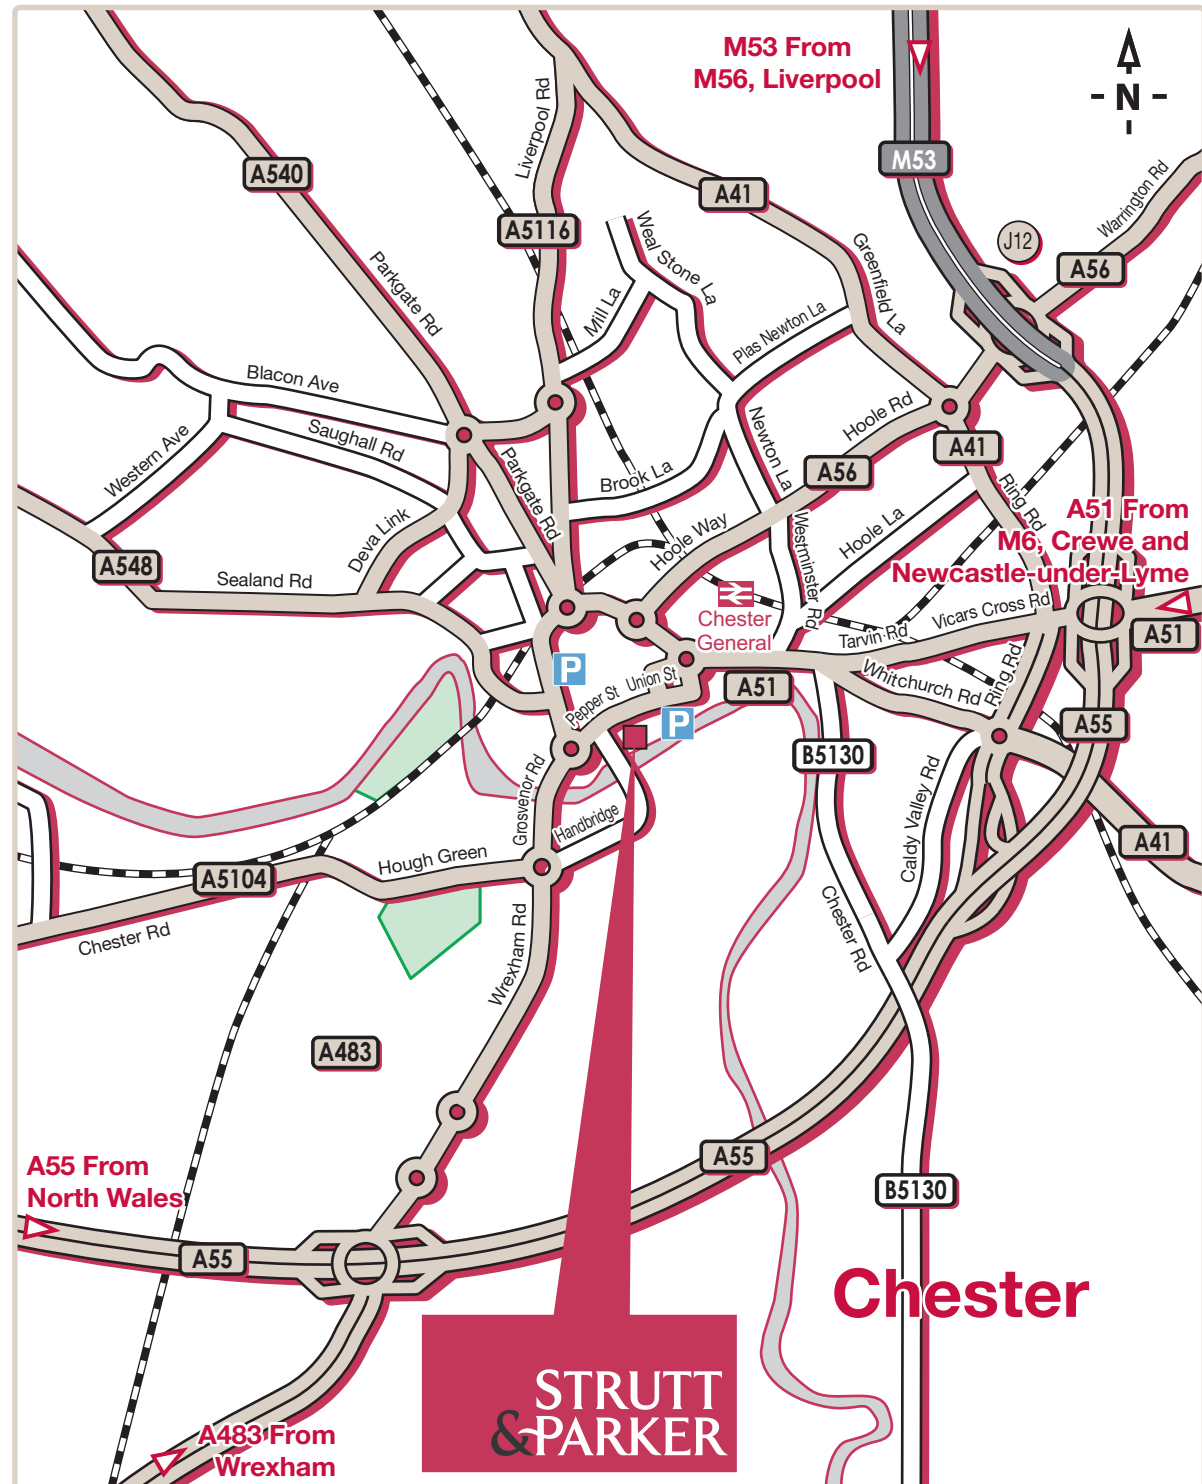 M53 From
M56, Liverpool
N
M53
A540
A41
Liverpool Rd
Warrington Rd
A5116
J12
A56
Weal Stone La
Parkgate Rd
Greenfield La
Mill La
Plas Newton La
Blacon Ave
Hoole Rd
Saughall Rd
Western Ave
Newton La
A41
Parkgate Rd
Brook La
A56
Ring Rd
A51 From
M6, Crewe and
Newcastle-under-Lyme
Deva Link
Hoole Way
Westminster Rd
Hoole La
A548
Sealand Rd
Chester
General
Vicars Cross Rd
Tarvin Rd
A51
P
Pepper St
Union St
A51
Whitchurch Rd
Ring Rd
P
A55
B5130
Grosvenor Rd
Handbridge
Caldy Valley Rd
A41
Hough Green
A5104
Chester Rd
Chester Rd
Wrexham Rd
A483
A55 From
North Wales
A55
B5130
A55
Chester
STRUTT
&PARKER
A483 From
Wrexham